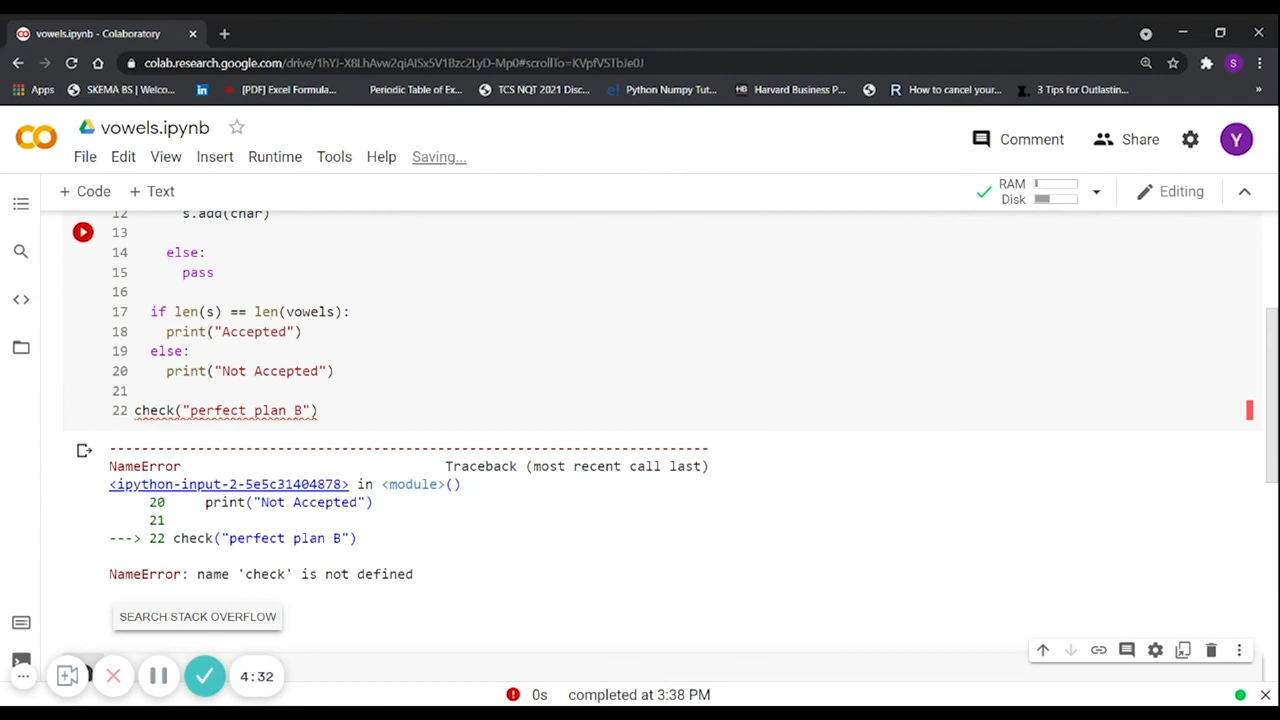 vowels.ipynb - Colaboratory
colab.research.google.com/drive/1hYJ-X8LhAvw2qiAlSx5V1Bzc2LyD-Mp0#scrollTo=KVpfVSTbJe0J
Apps SKEMA BS | Welco... [PDF] Excel Formula... Periodic Table of Ex... TCS NQT 2021 Disc... Python Numpy Tut... HB Harvard Business P... R How to cancel your... 3 Tips for Outlastin... »
S
vowels.ipynb
Comment Share Y
File Edit View Insert Runtime Tools Help Saving...
+ Code + Text
RAM
Disk
Editing
12 s.add(char)
13
14 else:
15 pass
16
17 if len(s) == len(vowels):
18 print("Accepted")
19 else:
20 print("Not Accepted")
21
22 check("perfect plan B")
---------------------------------------------------------------------------
NameError Traceback (most recent call last)
<ipython-input-2-5e5c31404878> in <module>()
20 print("Not Accepted")
21
---> 22 check("perfect plan B")
NameError: name 'check' is not defined
SEARCH STACK OVERFLOW
4:32
0s completed at 3:38 PM